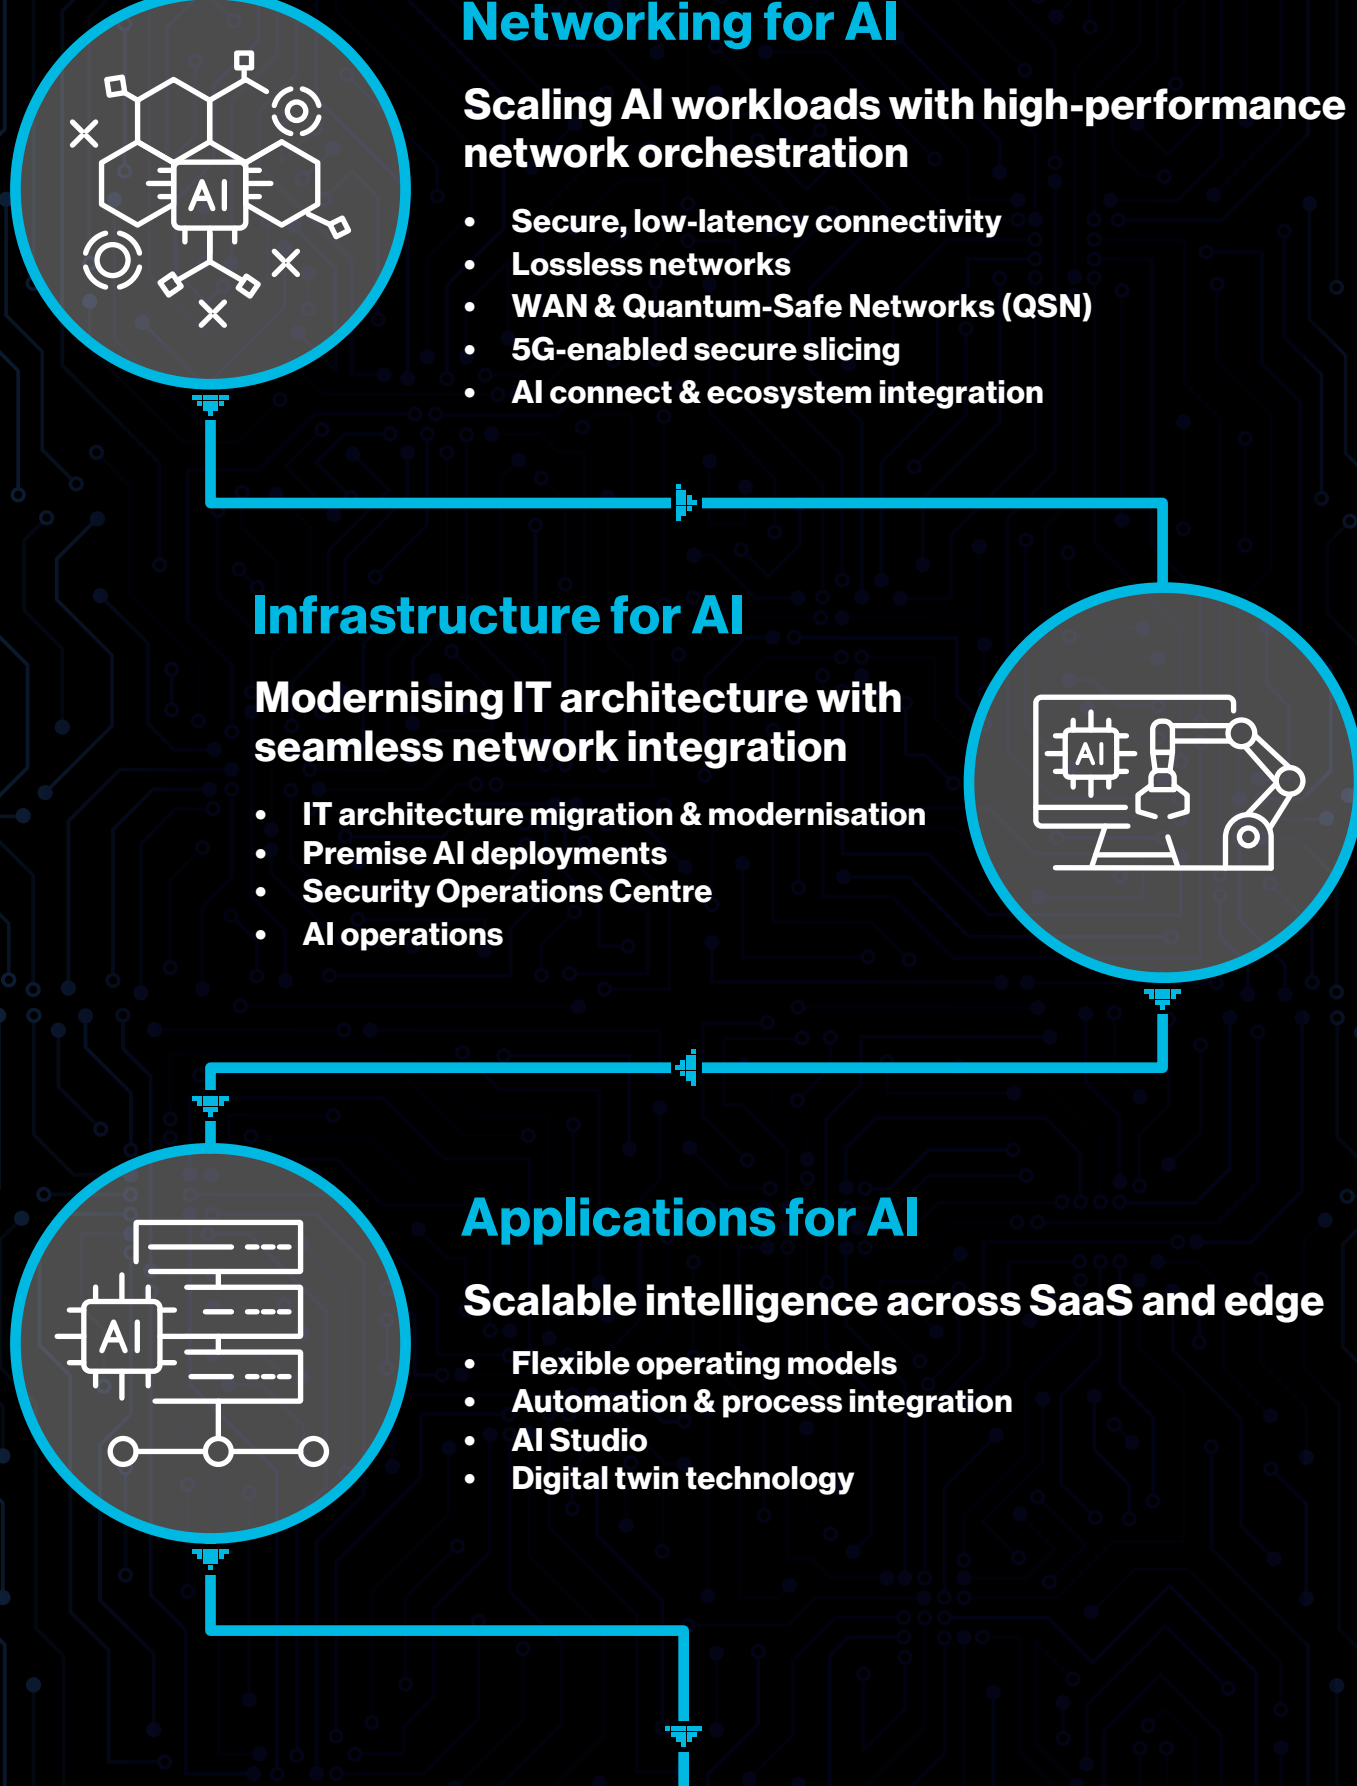 Networking for AI
Scaling AI workloads with high-performance
network orchestration
• Secure, low-latency connectivity
• Lossless networks
• WAN & Quantum-Safe Networks (QSN)
• 5G-enabled secure slicing
• AI connect & ecosystem integration
AI
Infrastructure for AI
Modernising IT architecture with
seamless network integration
• IT architecture migration & modernisation
• Premise AI deployments
• Security Operations Centre
• AI operations
AI
Applications for AI
Scalable intelligence across SaaS and edge
• Flexible operating models
• Automation & process integration
• AI Studio
• Digital twin technology
AI